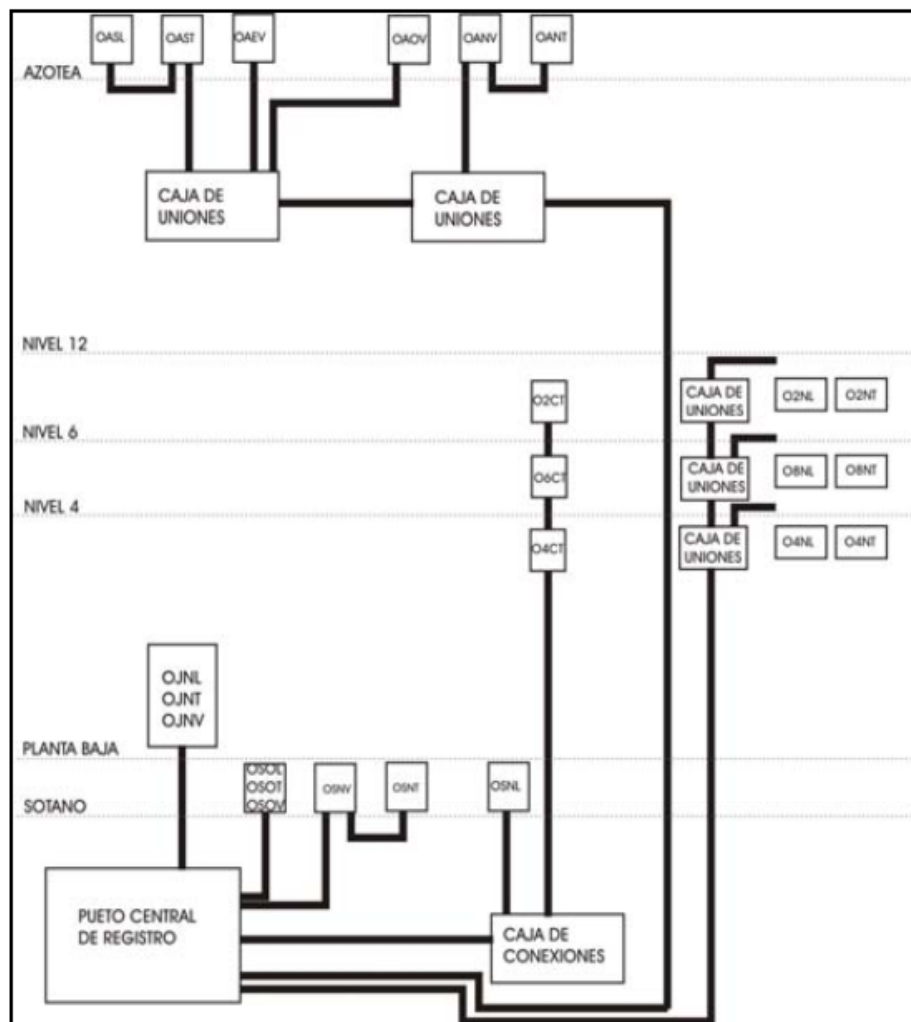 OASL
OAST
OAEV
OAOV
OANV
OANT
AZOTEA
CAJA DE
UNIONES
CAJA DE
UNIONES
NIVEL 12
O2CT
CAJA DE
UNIONES
O2NL
O2NT
NIVEL 6
O6CT
CAJA DE
UNIONES
O8NL
O8NT
NIVEL 4
O4CT
CAJA DE
UNIONES
O4NL
O4NT
OJNL
OJNT
OJNV
PLANTA BAJA
OSOL
OSOT
OSOV
OSNV
OSNT
OSNL
SOTANO
PUETO CENTRAL
DE REGISTRO
CAJA DE
CONEXIONES